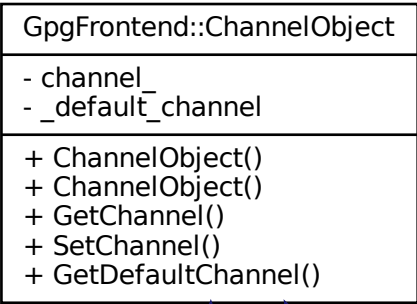 GpgFrontend::ChannelObject
- channel_
- _default_channel
+ ChannelObject()
+ ChannelObject()
+ GetChannel()
+ SetChannel()
+ GetDefaultChannel()